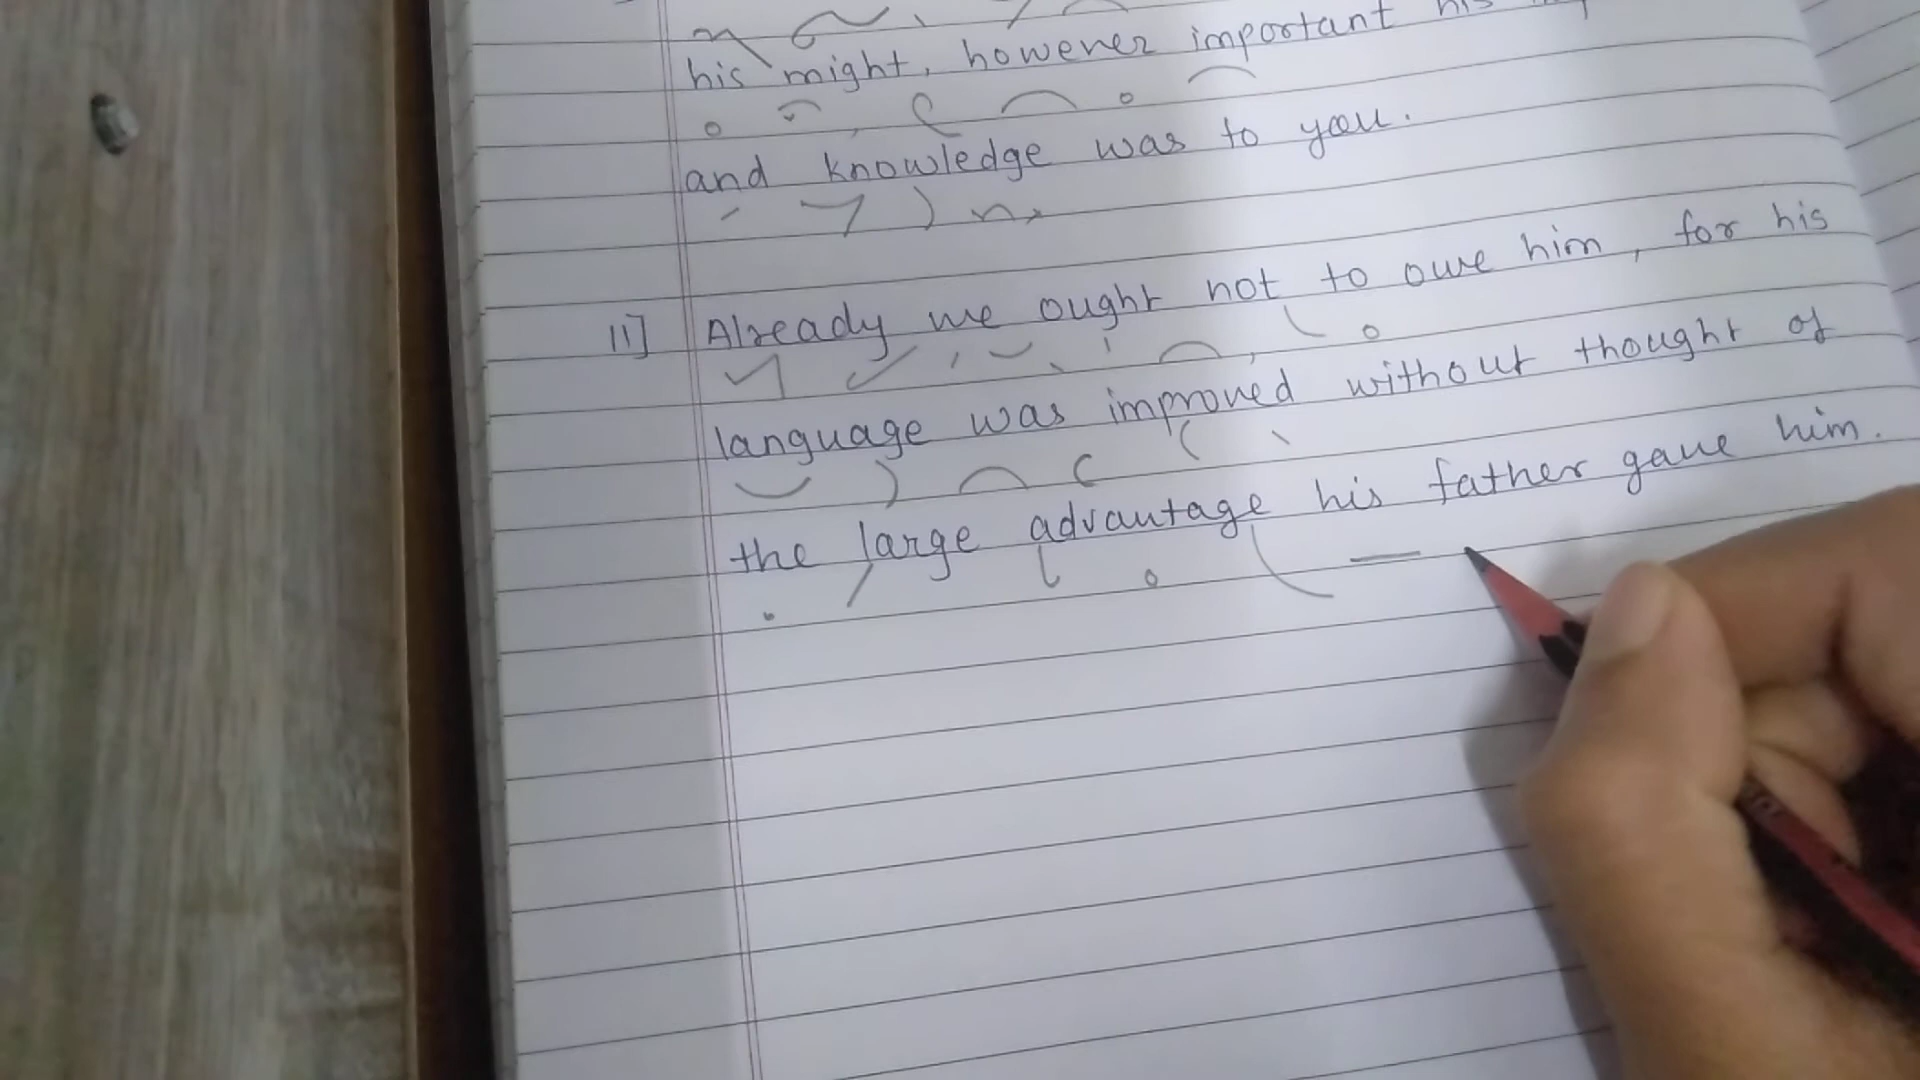 his might, however important his
and knowledge was to you.
11] Already we ought not to owe him, for his
language was improved without thought of
the large advantage his father gave him.